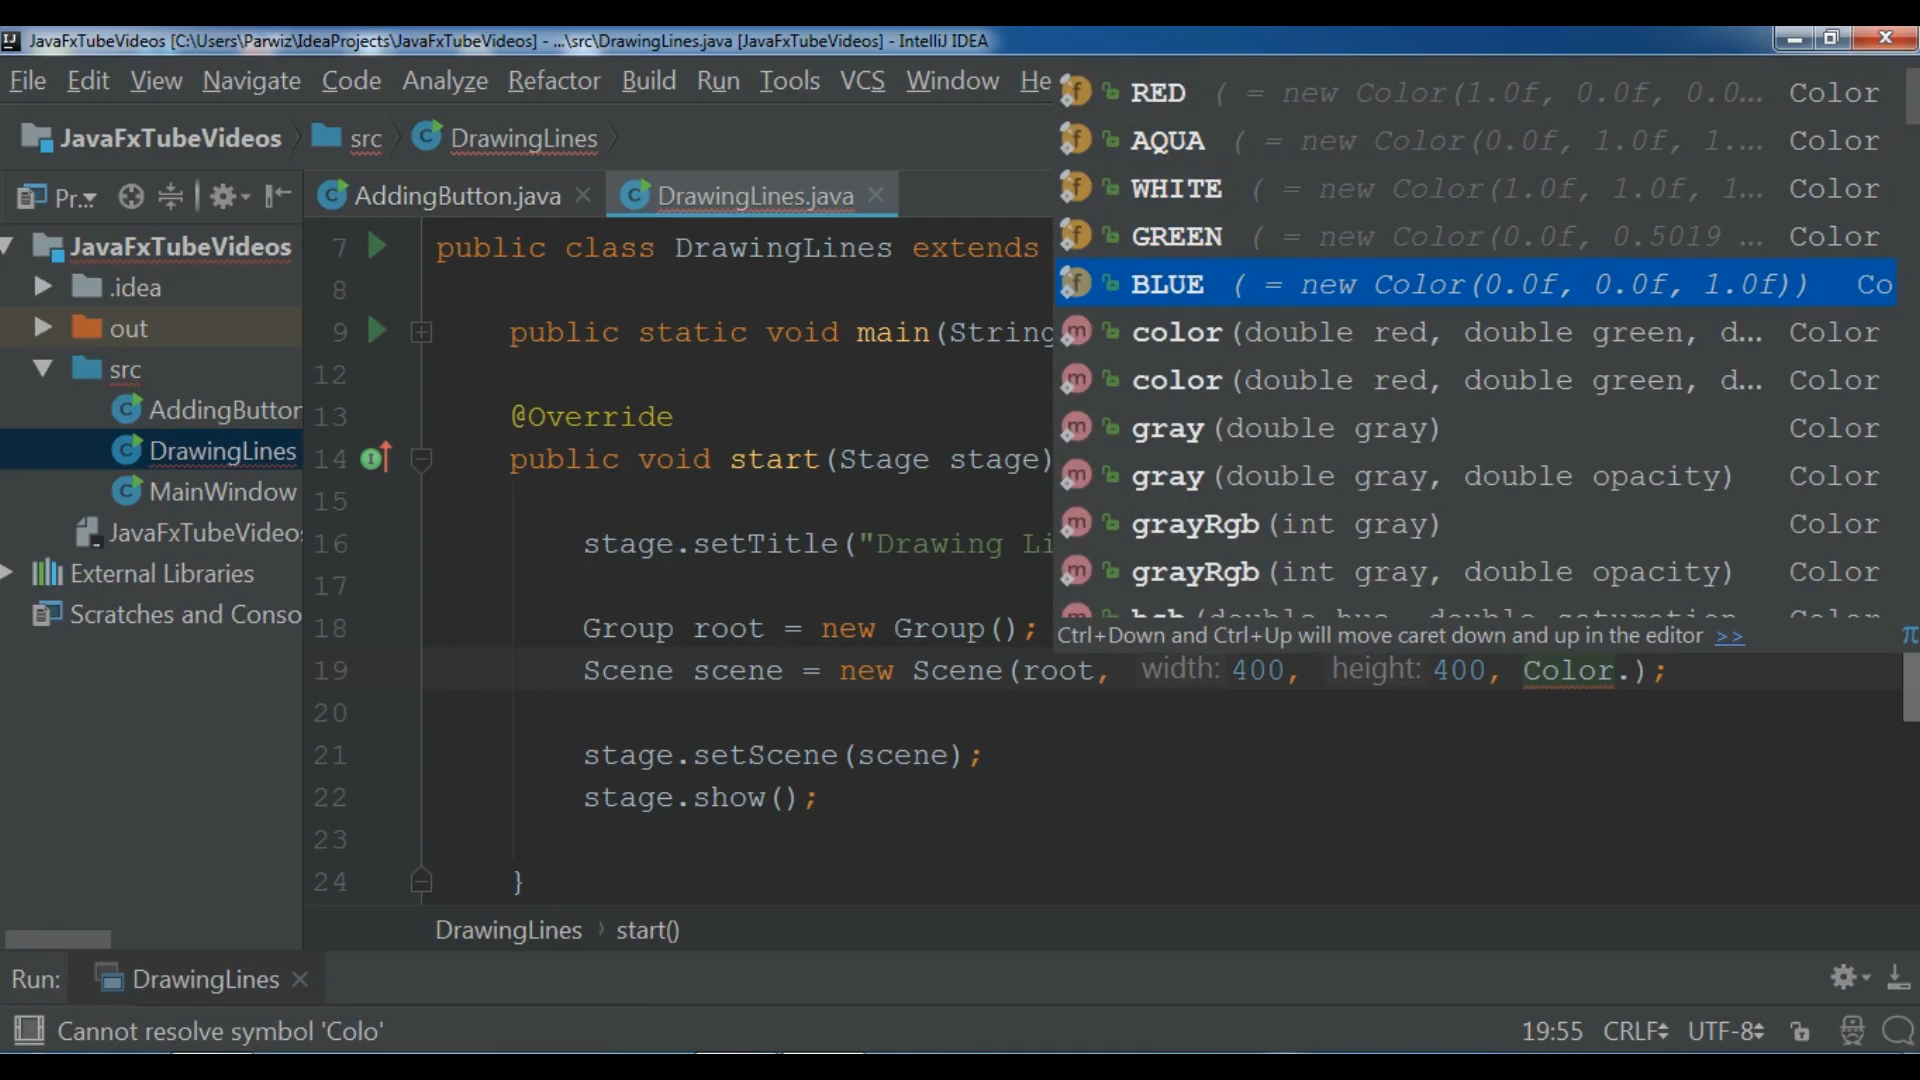 JavaFxTubeVideos [C:\Users\Parwiz\IdeaProjects\JavaFxTubeVideos] - ...\src\DrawingLines.java [JavaFxTubeVideos] - IntelliJ IDEA
File Edit View Navigate Code Analyze Refactor Build Run Tools VCS Window He
JavaFxTubeVideos src DrawingLines
Pr... AddingButton.java DrawingLines.java
JavaFxTubeVideos
.idea
out
src
AddingButton
DrawingLines
MainWindow
JavaFxTubeVideos
External Libraries
Scratches and Conso
7 public class DrawingLines extends
8
9 public static void main(String
12
13 @Override
14 public void start(Stage stage)
15
16 stage.setTitle("Drawing Li
17
18 Group root = new Group();
19 Scene scene = new Scene(root, width: 400, height: 400, Color.);
20
21 stage.setScene(scene);
22 stage.show();
23
24 }
RED ( = new Color(1.0f, 0.0f, 0.0... Color
AQUA ( = new Color(0.0f, 1.0f, 1.... Color
WHITE ( = new Color(1.0f, 1.0f, 1... Color
GREEN ( = new Color(0.0f, 0.5019 ... Color
BLUE ( = new Color(0.0f, 0.0f, 1.0f)) Co
color(double red, double green, d... Color
color(double red, double green, d... Color
gray(double gray) Color
gray(double gray, double opacity) Color
grayRgb(int gray) Color
grayRgb(int gray, double opacity) Color
hsb(double hue, double saturation Color
Ctrl+Down and Ctrl+Up will move caret down and up in the editor >> π
DrawingLines start()
Run: DrawingLines
Cannot resolve symbol 'Colo' 19:55 CRLF UTF-8